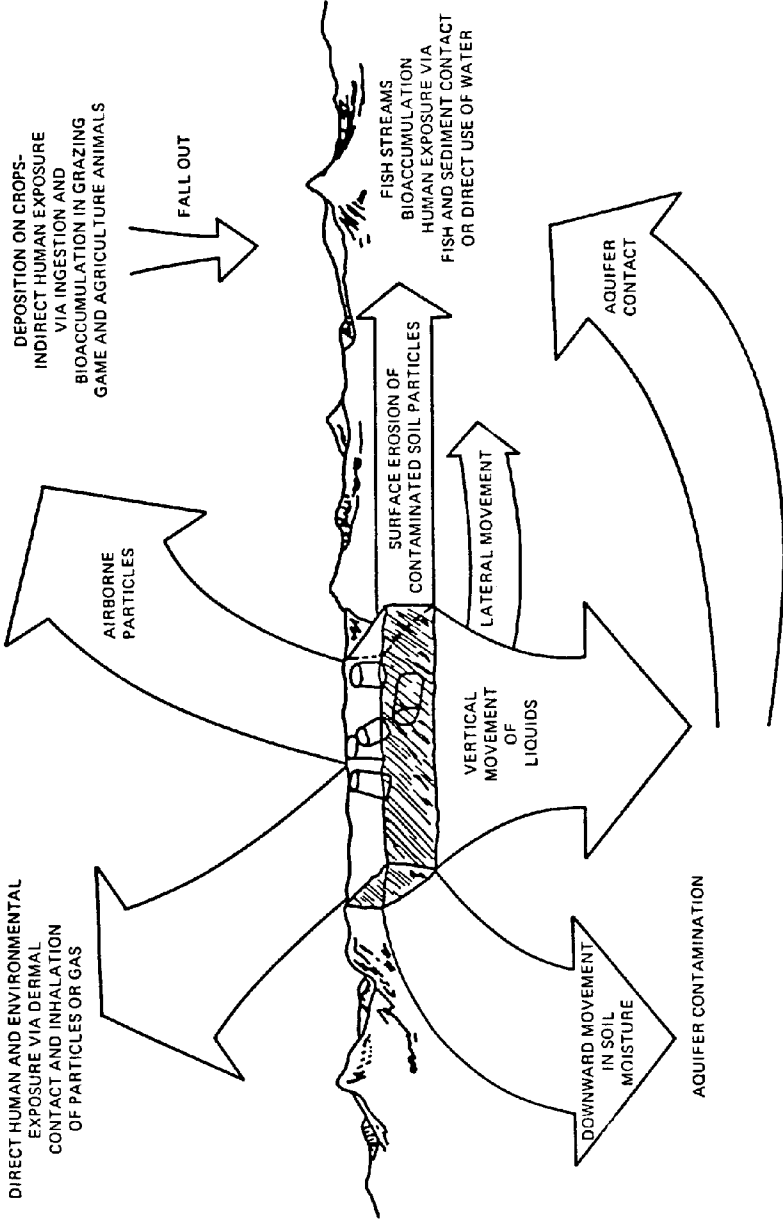 DIRECT HUMAN AND ENVIRONMENTAL
EXPOSURE VIA DERMAL
CONTACT AND INHALATION
OF PARTICLES OR GAS
AIRBORNE
PARTICLES
DEPOSITION ON CROPS-
INDIRECT HUMAN EXPOSURE
VIA INGESTION AND
BIOACCUMULATION IN GRAZING
GAME AND AGRICULTURE ANIMALS
FALL OUT
SURFACE EROSION OF
CONTAMINATED SOIL PARTICLES
FISH STREAMS
BIOACCUMULATION
HUMAN EXPOSURE VIA
FISH AND SEDIMENT CONTACT
OR DIRECT USE OF WATER
LATERAL MOVEMENT
VERTICAL
MOVEMENT
OF
LIQUIDS
AQUIFER
CONTACT
DOWNWARD MOVEMENT
IN SOIL
MOISTURE
AQUIFER CONTAMINATION